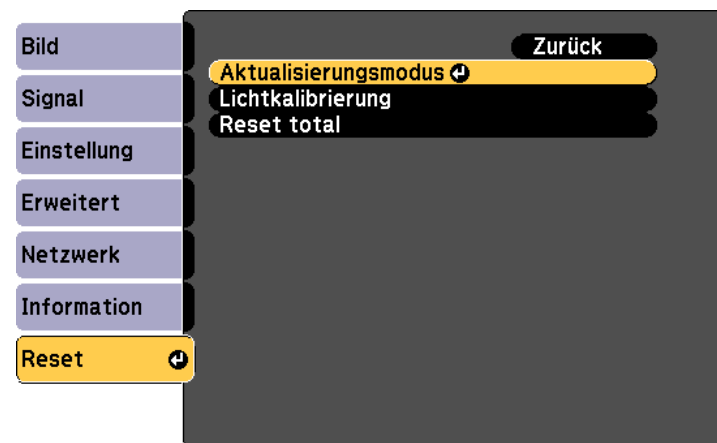 Bild
Signal
Einstellung
Erweitert
Netzwerk
Information
Reset
Zurück
Aktualisierungsmodus
Lichtkalibrierung
Reset total